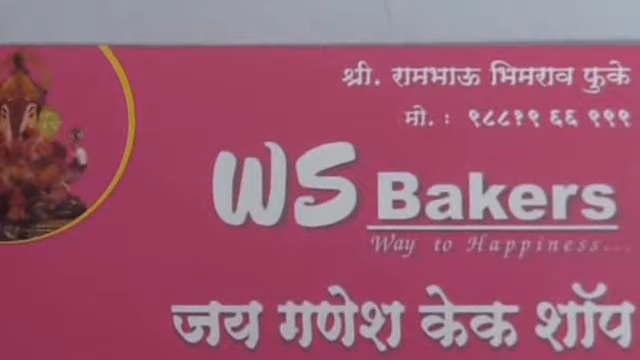 श्री. रामभाऊ भिमराव फुके
मो. : ९८८१९ ६६ ९९९
WS Bakers
Way to Happiness...
जय गणेश केक शॉप